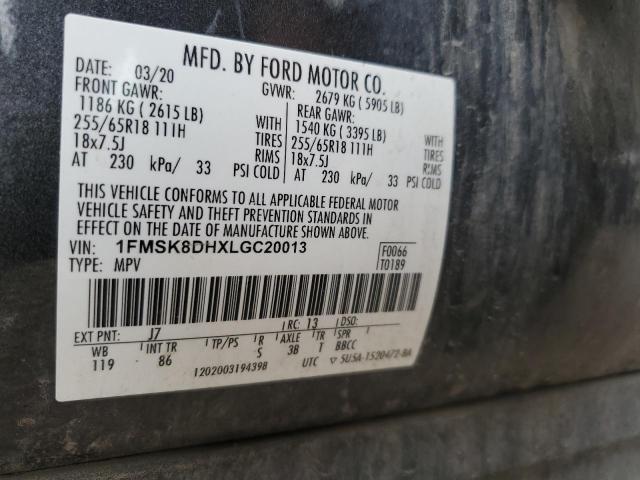 MFD. BY FORD MOTOR CO.
DATE: 03/20 GVWR: 2679 KG (5905 LB)
FRONT GAWR: REAR GAWR:
1186 KG (2615 LB) WITH 1540 KG (3395 LB) WITH
255/65R18 111H TIRES 255/65R18 111H TIRES
18x7.5J RIMS 18x7.5J RIMS
AT 230 kPa/ 33 PSI COLD AT 230 kPa/ 33 PSI COLD
THIS VEHICLE CONFORMS TO ALL APPLICABLE FEDERAL MOTOR
VEHICLE SAFETY AND THEFT PREVENTION STANDARDS IN
EFFECT ON THE DATE OF MANUFACTURE SHOWN ABOVE.
VIN: 1FMSK8DHXLGC20013 F0066
TYPE: MPV T0189
EXT PNT: J7 RC: 13 DSO:
WB INT TR TP/PS R AXLE TR SPR
119 86 S 3B T BBCC
1202003194398 UTC ▽ 5U5A-1520472-BA